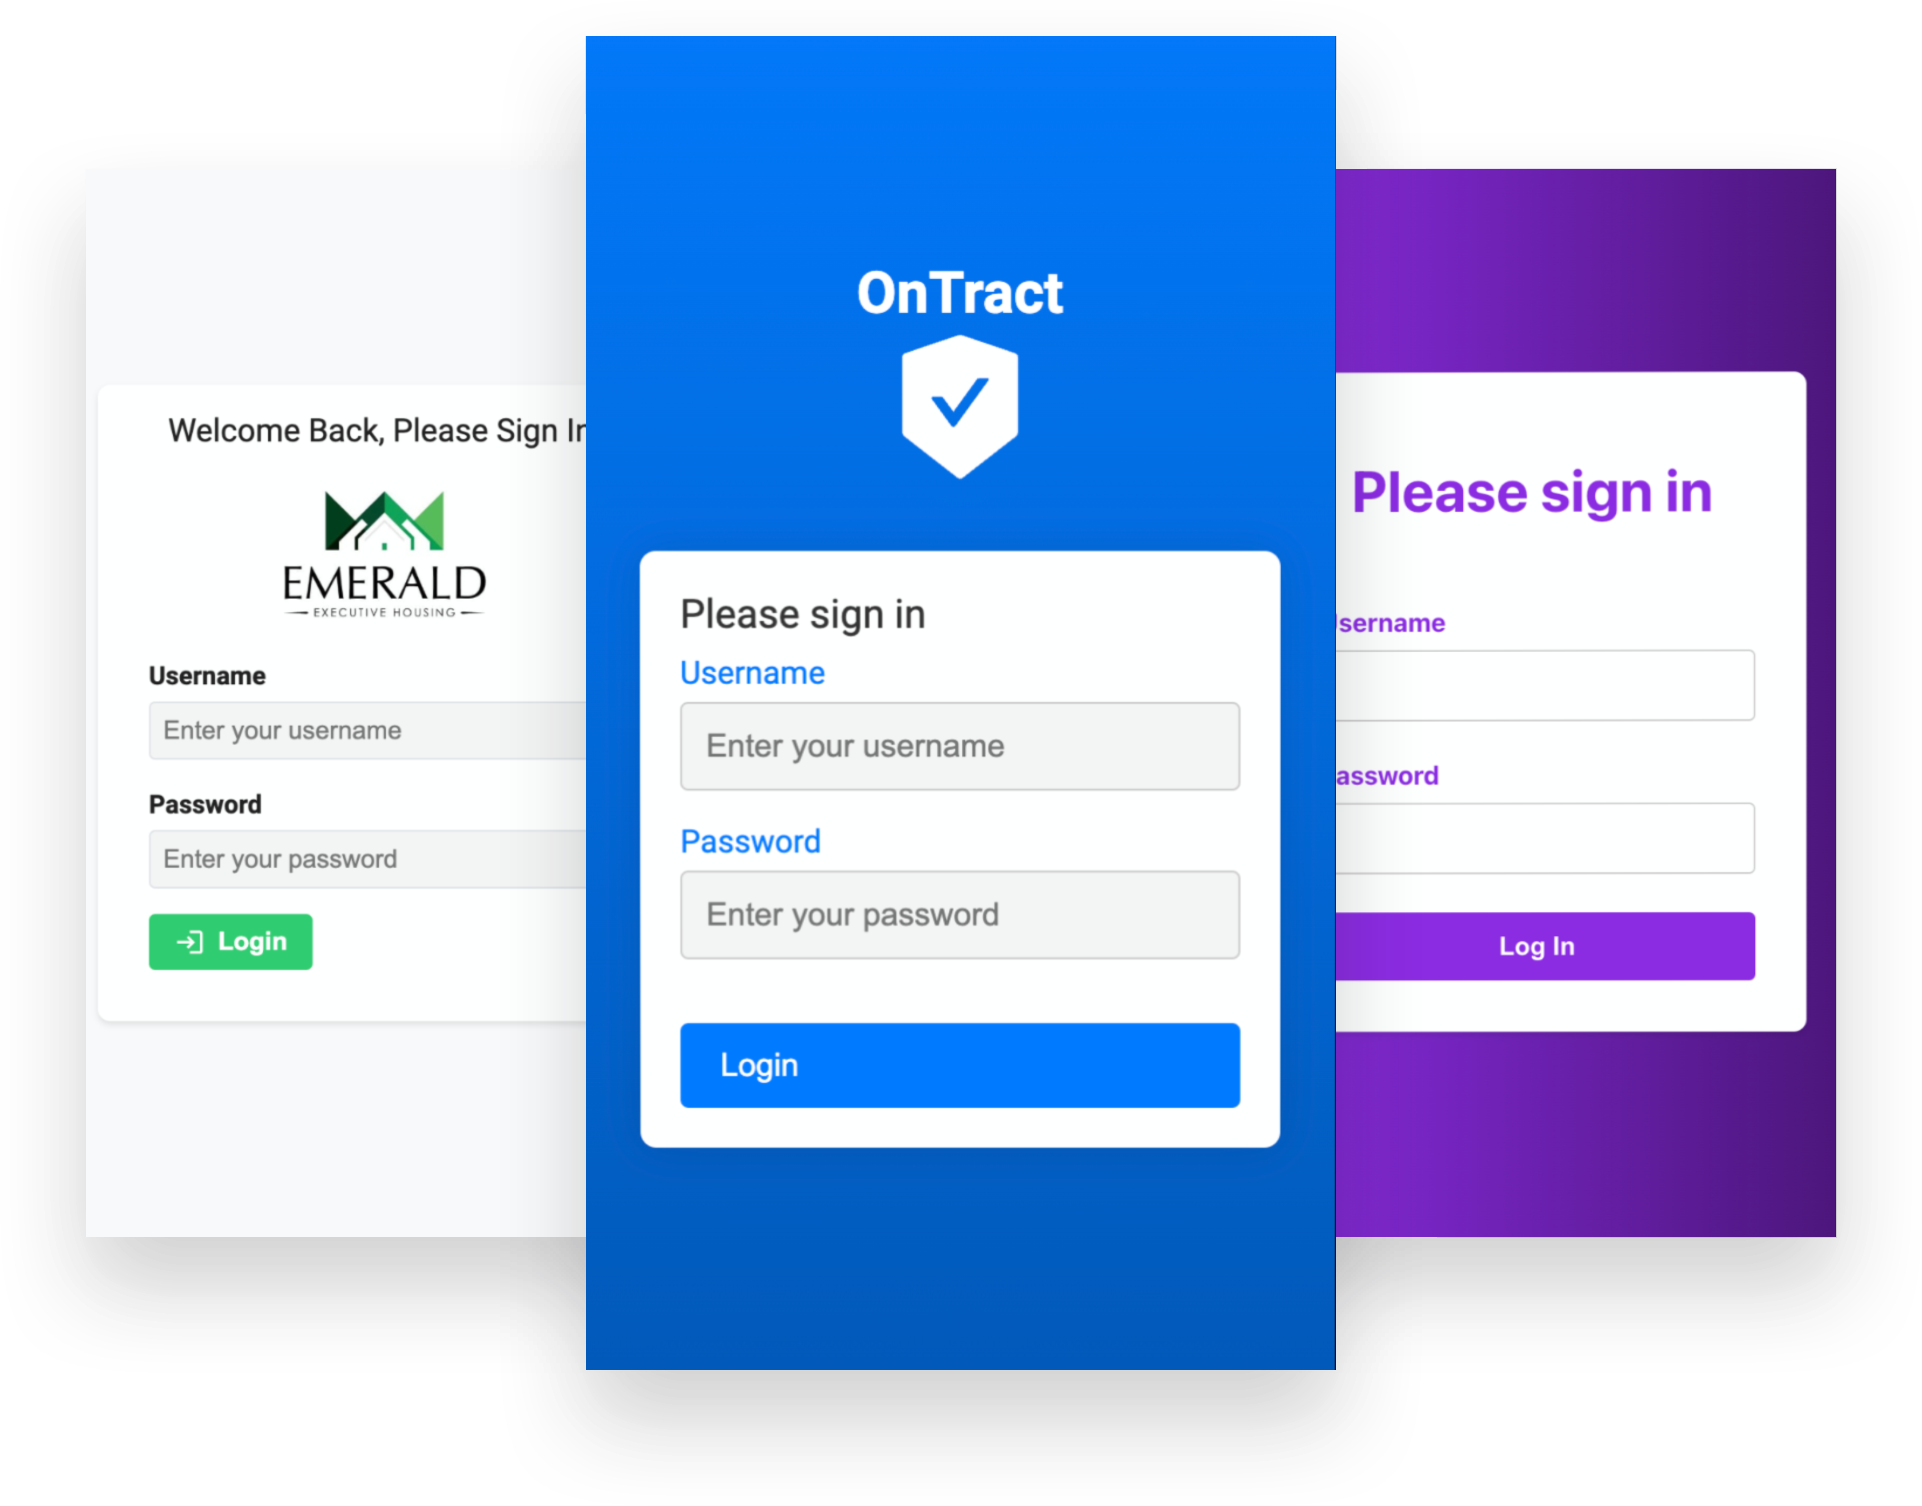 Welcome Back, Please Sign In
EMERALD
EXECUTIVE HOUSING
Username
Enter your username
Password
Enter your password
Login
OnTract
Please sign in
Username
Enter your username
Password
Enter your password
Login
Please sign in
sername
assword
Log In